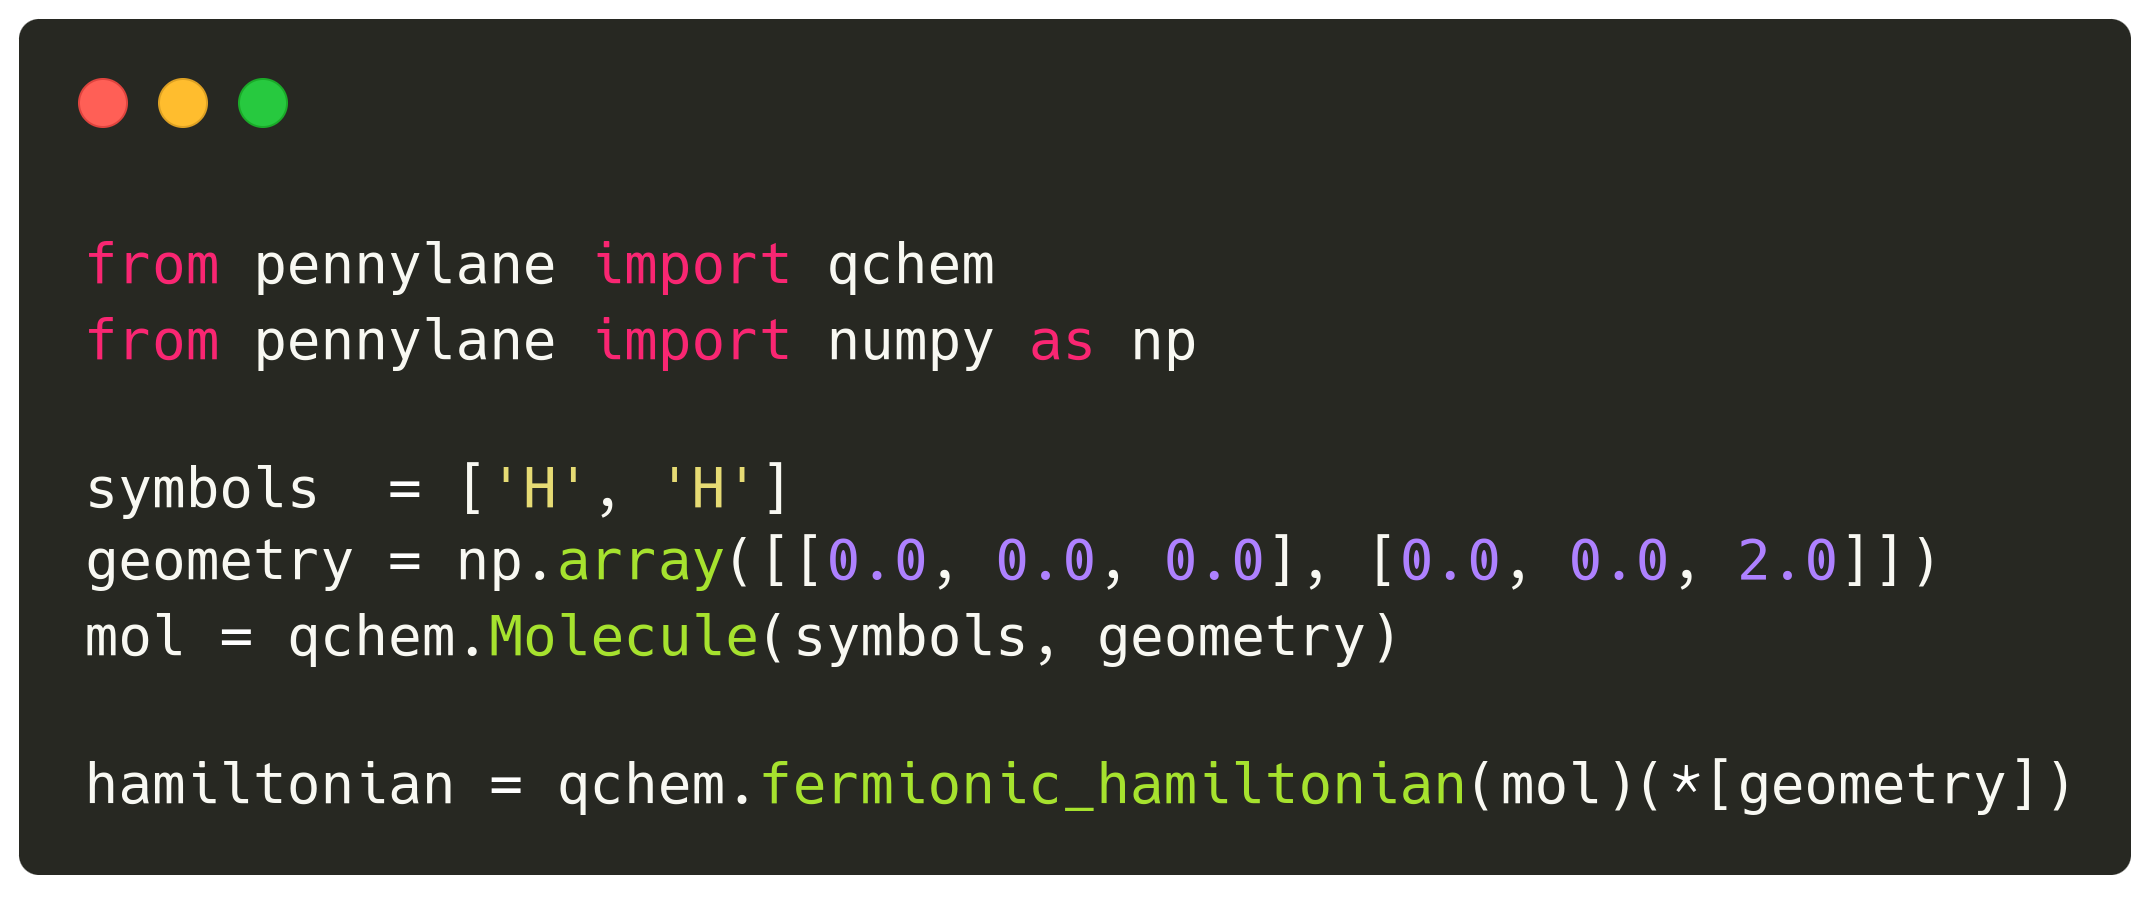 from pennylane import qchem
from pennylane import numpy as np
symbols  = ['H', 'H']
geometry = np.array([[0.0, 0.0, 0.0], [0.0, 0.0, 2.0]])
mol = qchem.Molecule(symbols, geometry)
hamiltonian = qchem.fermionic_hamiltonian(mol)(*[geometry])